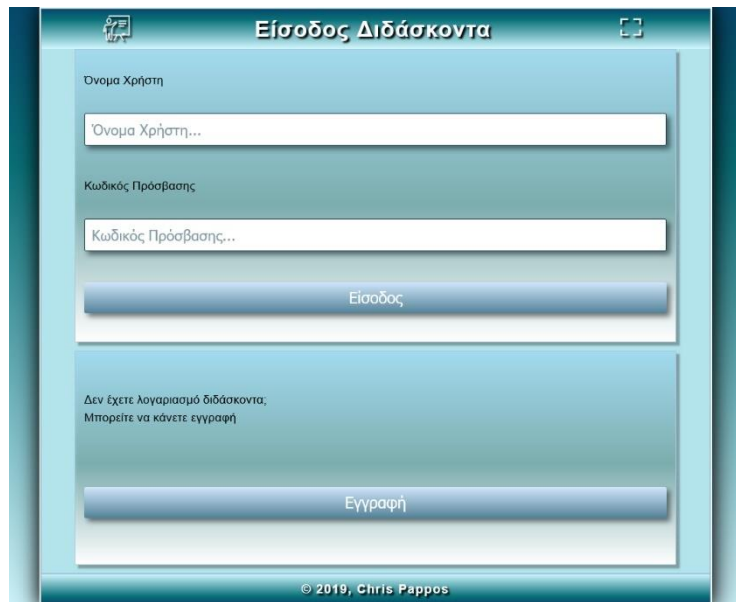 Είσοδος Διδάσκοντα
Όνομα Χρήστη
Όνομα Χρήστη...
Κωδικός Πρόσβασης
Κωδικός Πρόσβασης...
Είσοδος
Δεν έχετε λογαριασμό διδάσκοντα;
Μπορείτε να κάνετε εγγραφή
Εγγραφή
© 2019, Chris Pappos